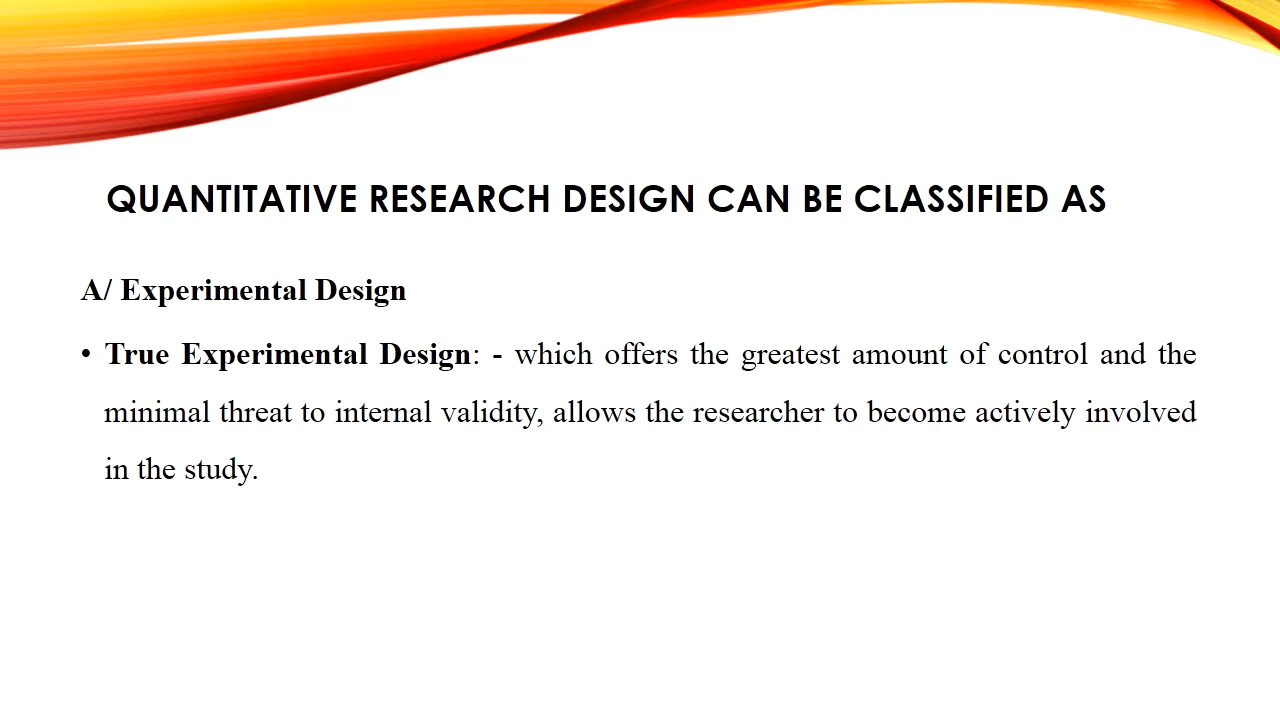 QUANTITATIVE RESEARCH DESIGN CAN BE CLASSIFIED AS
A/ Experimental Design
• True Experimental Design: - which offers the greatest amount of control and the
minimal threat to internal validity, allows the researcher to become actively involved
in the study.